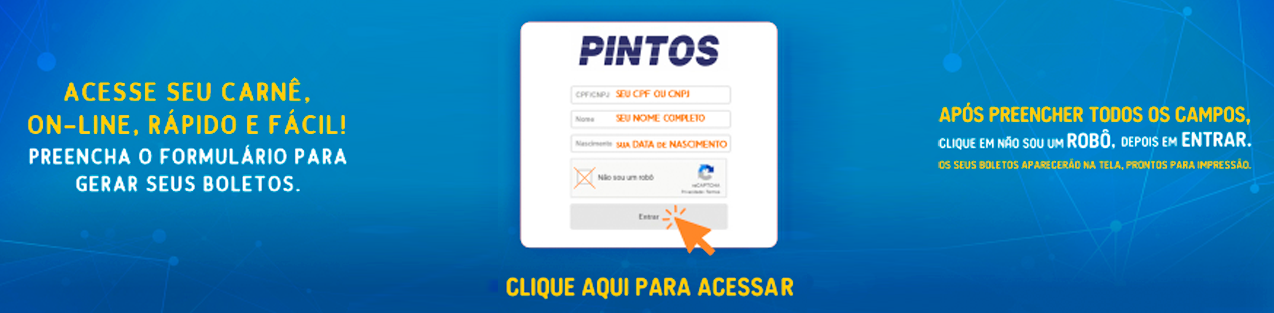 ACESSE SEU CARNÊ,
ON-LINE, RÁPIDO E FÁCIL!
PREENCHA O FORMULÁRIO PARA
GERAR SEUS BOLETOS.
PINTOS
CPF/CNPJ SEU CPF OU CNPJ
Nome SEU NOME COMPLETO
Nascimento SUA DATA DE NASCIMENTO
Não sou um robô
reCAPTCHA
Privacidade - Termos
Entrar
CLIQUE AQUI PARA ACESSAR
APÓS PREENCHER TODOS OS CAMPOS,
CLIQUE EM NÃO SOU UM ROBÔ, DEPOIS EM ENTRAR.
OS SEUS BOLETOS APARECERÃO NA TELA, PRONTOS PARA IMPRESSÃO.